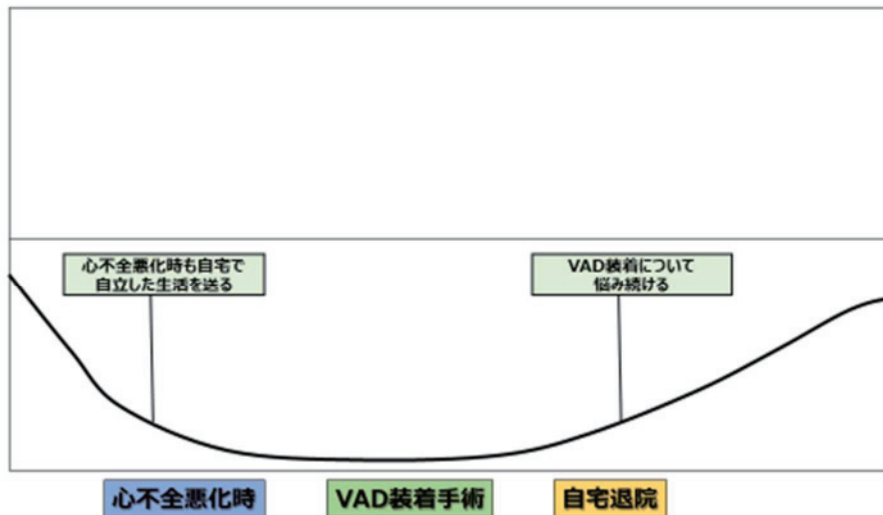 心不全悪化時も自宅で
自立した生活を送る
VAD装着について
悩み続ける
心不全悪化時
VAD装着手術
自宅退院